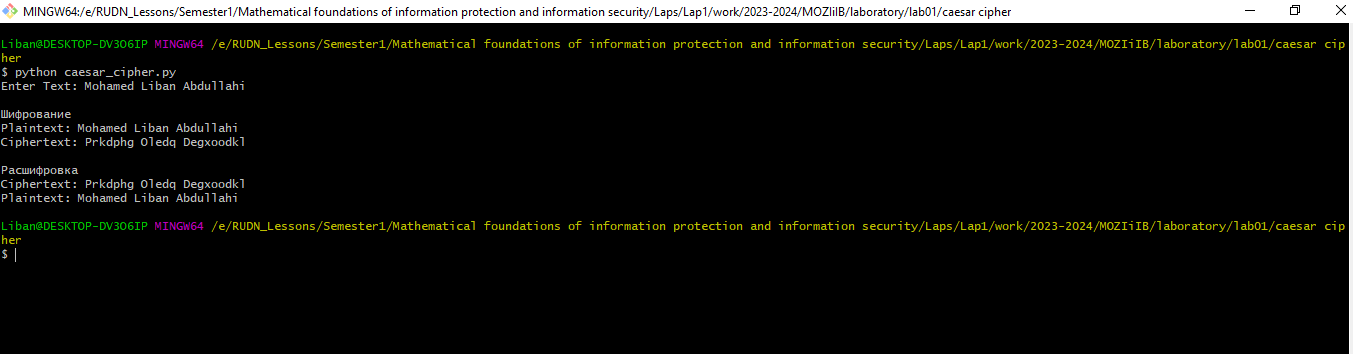 MINGW64:/e/RUDN_Lessons/Semester1/Mathematical foundations of information protection and information security/Laps/Lap1/work/2023-2024/MOZIiIB/laboratory/lab01/caesar cipher
Liban@DESKTOP-DV3O6IP MINGW64 /e/RUDN_Lessons/Semester1/Mathematical foundations of information protection and information security/Laps/Lap1/work/2023-2024/MOZIiIB/laboratory/lab01/caesar cip
her
$ python caesar_cipher.py
Enter Text: Mohamed Liban Abdullahi
Шифрование
Plaintext: Mohamed Liban Abdullahi
Ciphertext: Prkdphg Oledq Degxoodkl
Расшифровка
Ciphertext: Prkdphg Oledq Degxoodkl
Plaintext: Mohamed Liban Abdullahi
Liban@DESKTOP-DV3O6IP MINGW64 /e/RUDN_Lessons/Semester1/Mathematical foundations of information protection and information security/Laps/Lap1/work/2023-2024/MOZIiIB/laboratory/lab01/caesar cip
her
$